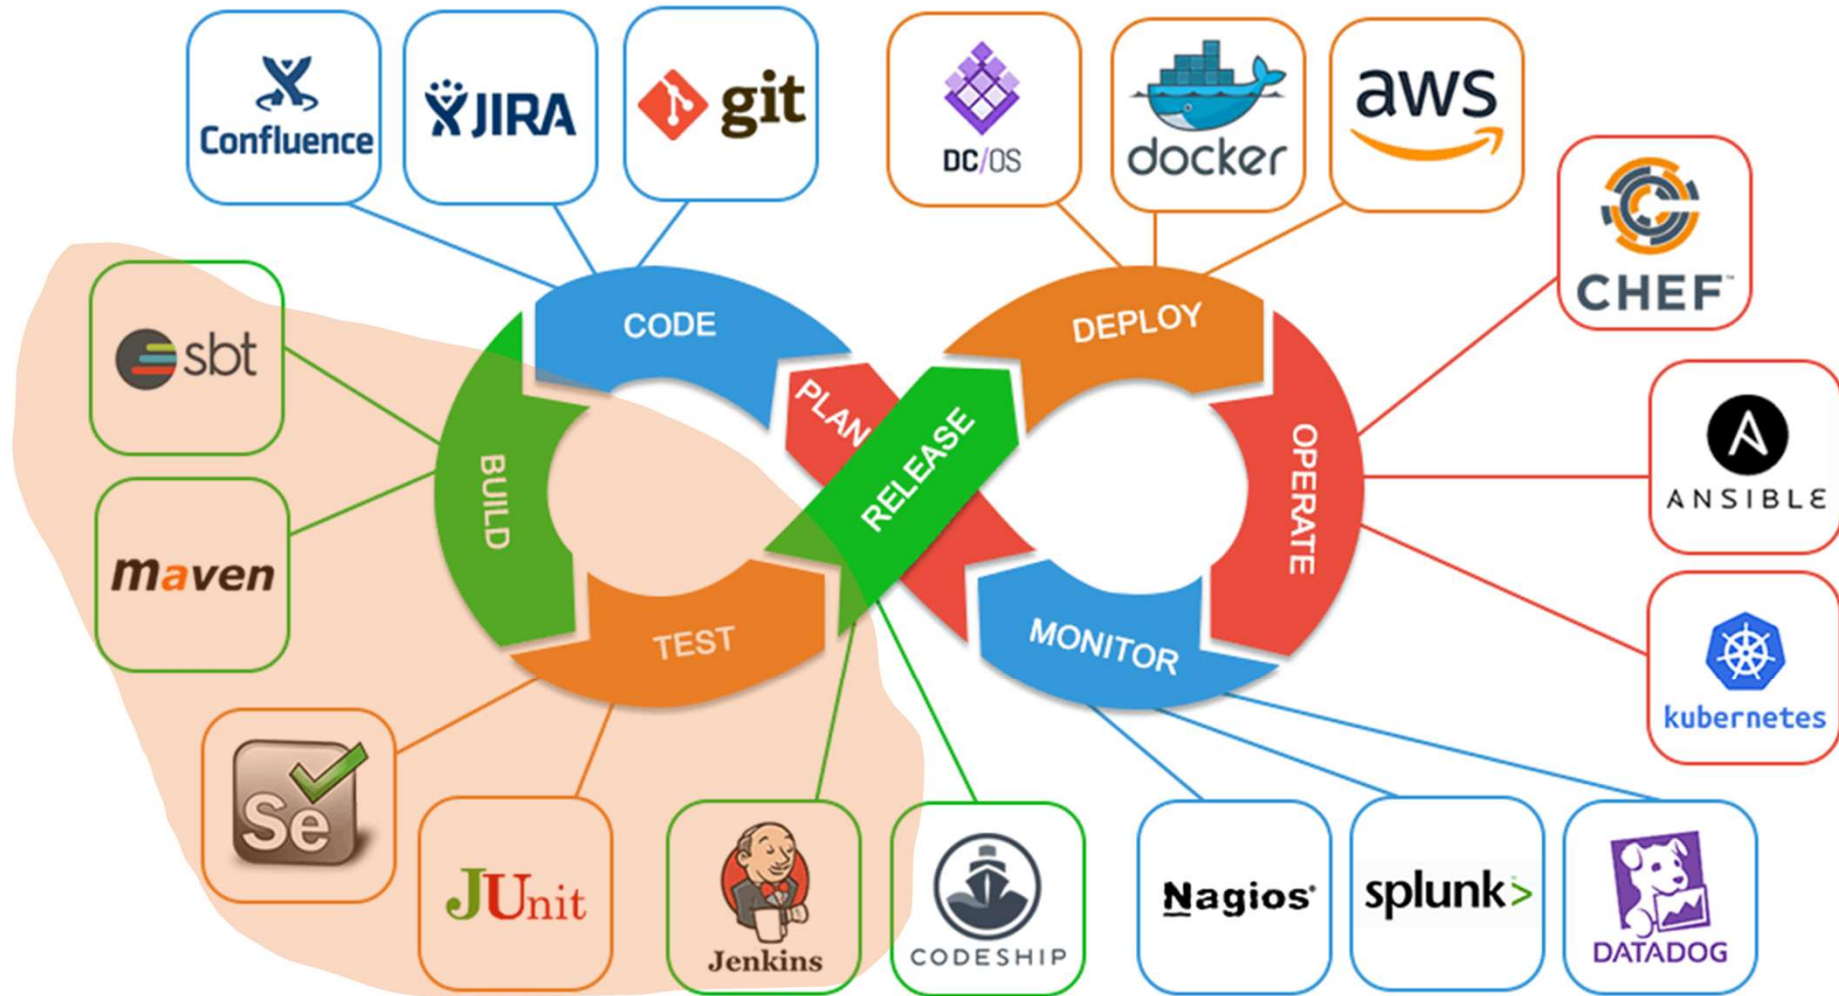 Confluence
JIRA
git
DC/OS
docker
aws
CHEF™
sbt
CODE
DEPLOY
PLAN
RELEASE
BUILD
OPERATE
ANSIBLE
maven
TEST
MONITOR
kubernetes
Se
JUnit
Jenkins
CODESHIP
Nagios®
splunk>
DATADOG